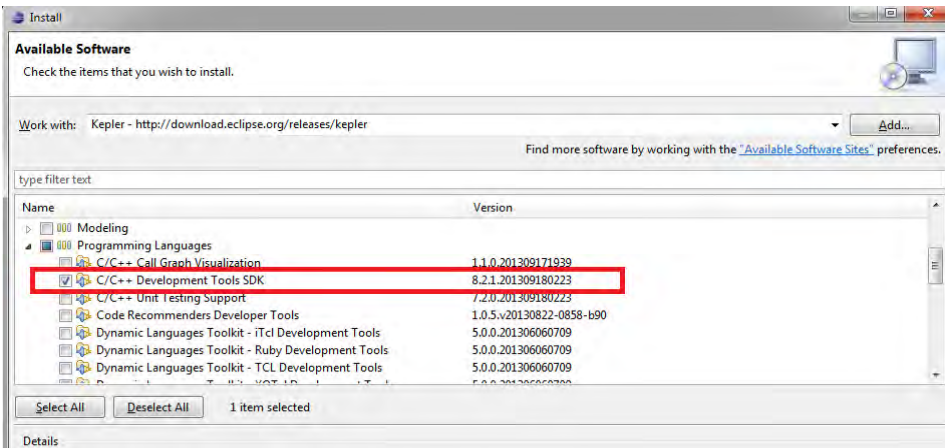 Install
Available Software
Check the items that you wish to install.
Work with: Kepler - http://download.eclipse.org/releases/kepler Add...
Find more software by working with the "Available Software Sites" preferences.
type filter text
Name Version
Modeling
Programming Languages
C/C++ Call Graph Visualization 1.1.0.201309171939
C/C++ Development Tools SDK 8.2.1.201309180223
C/C++ Unit Testing Support 7.2.0.201309180223
Code Recommenders Developer Tools 1.0.5.v20130822-0858-b90
Dynamic Languages Toolkit - iTcl Development Tools 5.0.0.201306060709
Dynamic Languages Toolkit - Ruby Development Tools 5.0.0.201306060709
Dynamic Languages Toolkit - TCL Development Tools 5.0.0.201306060709
Select All Deselect All 1 item selected
Details